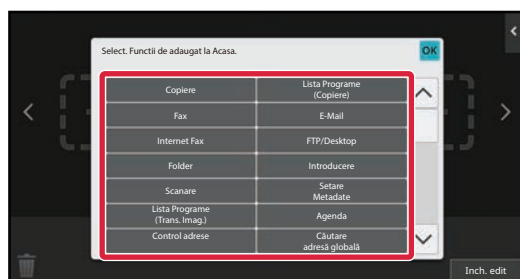 Select. Functii de adaugat la Acasa.
OK
Copiere
Lista Programe
(Copiere)
Fax
E-Mail
Internet Fax
FTP/Desktop
Folder
Introducere
Scanare
Setare
Metadate
Lista Programe
(Trans. Imag.)
Agenda
Control adrese
Căutare
adresă globală
Inch. edit